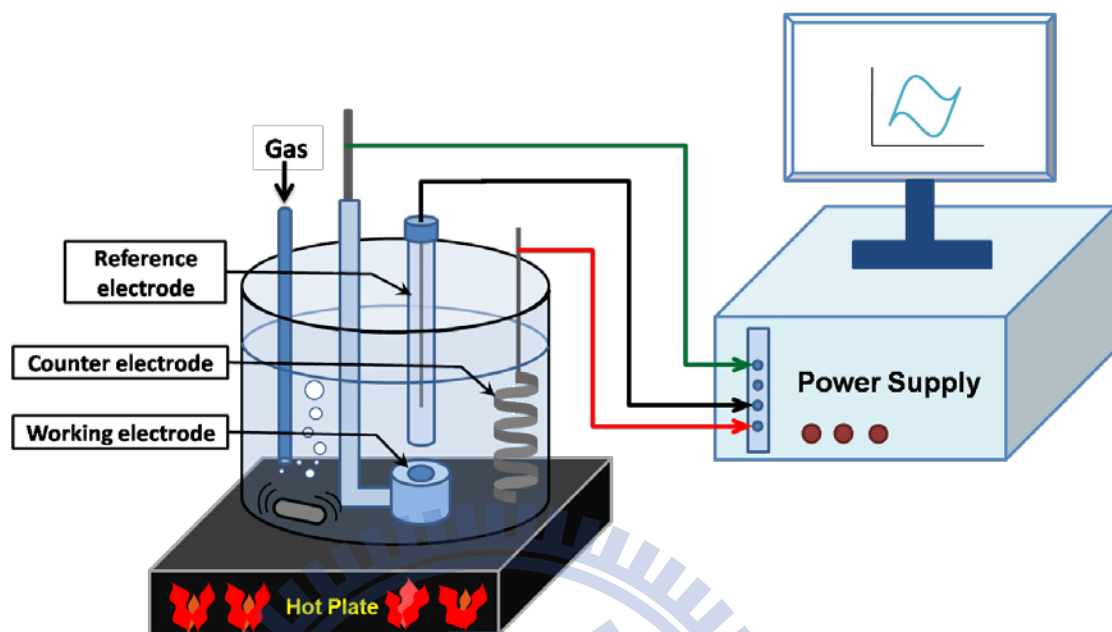 Gas
Reference
electrode
Counter electrode
Working electrode
Power Supply
Hot Plate